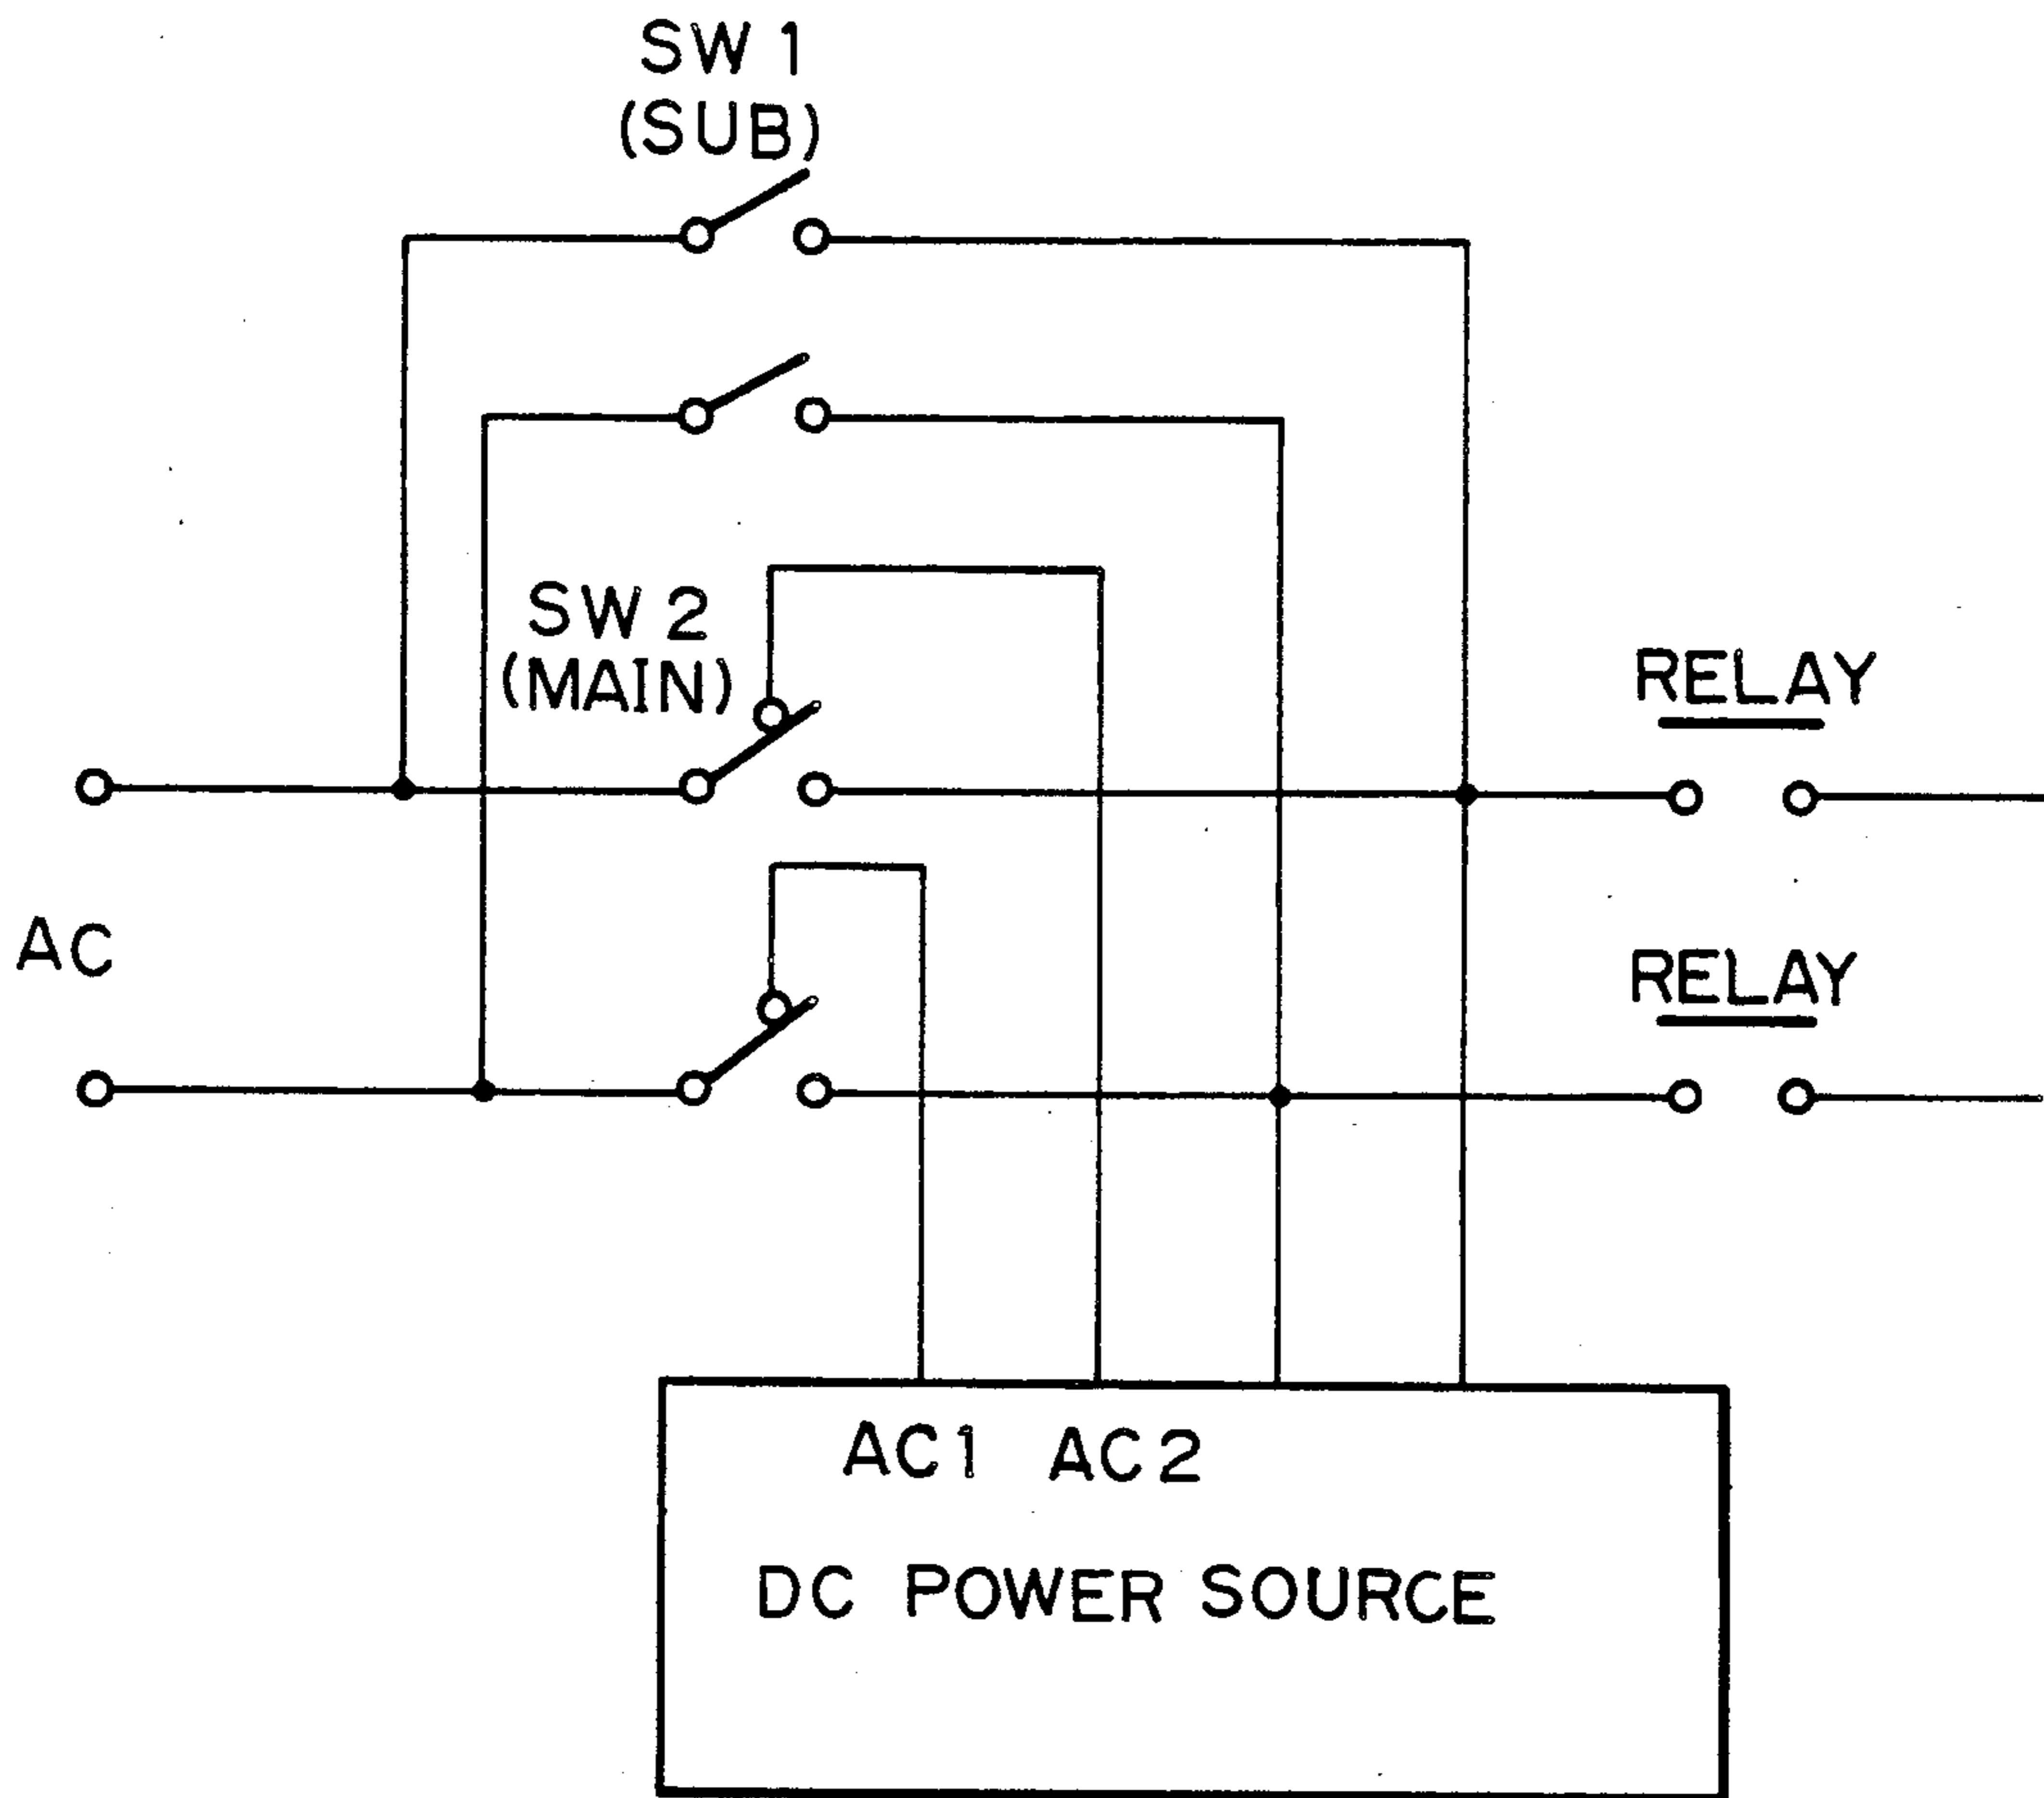 SW 1
(SUB)
SW 2
(MAIN)
RELAY
AC
RELAY
AC1 AC2
DC POWER SOURCE